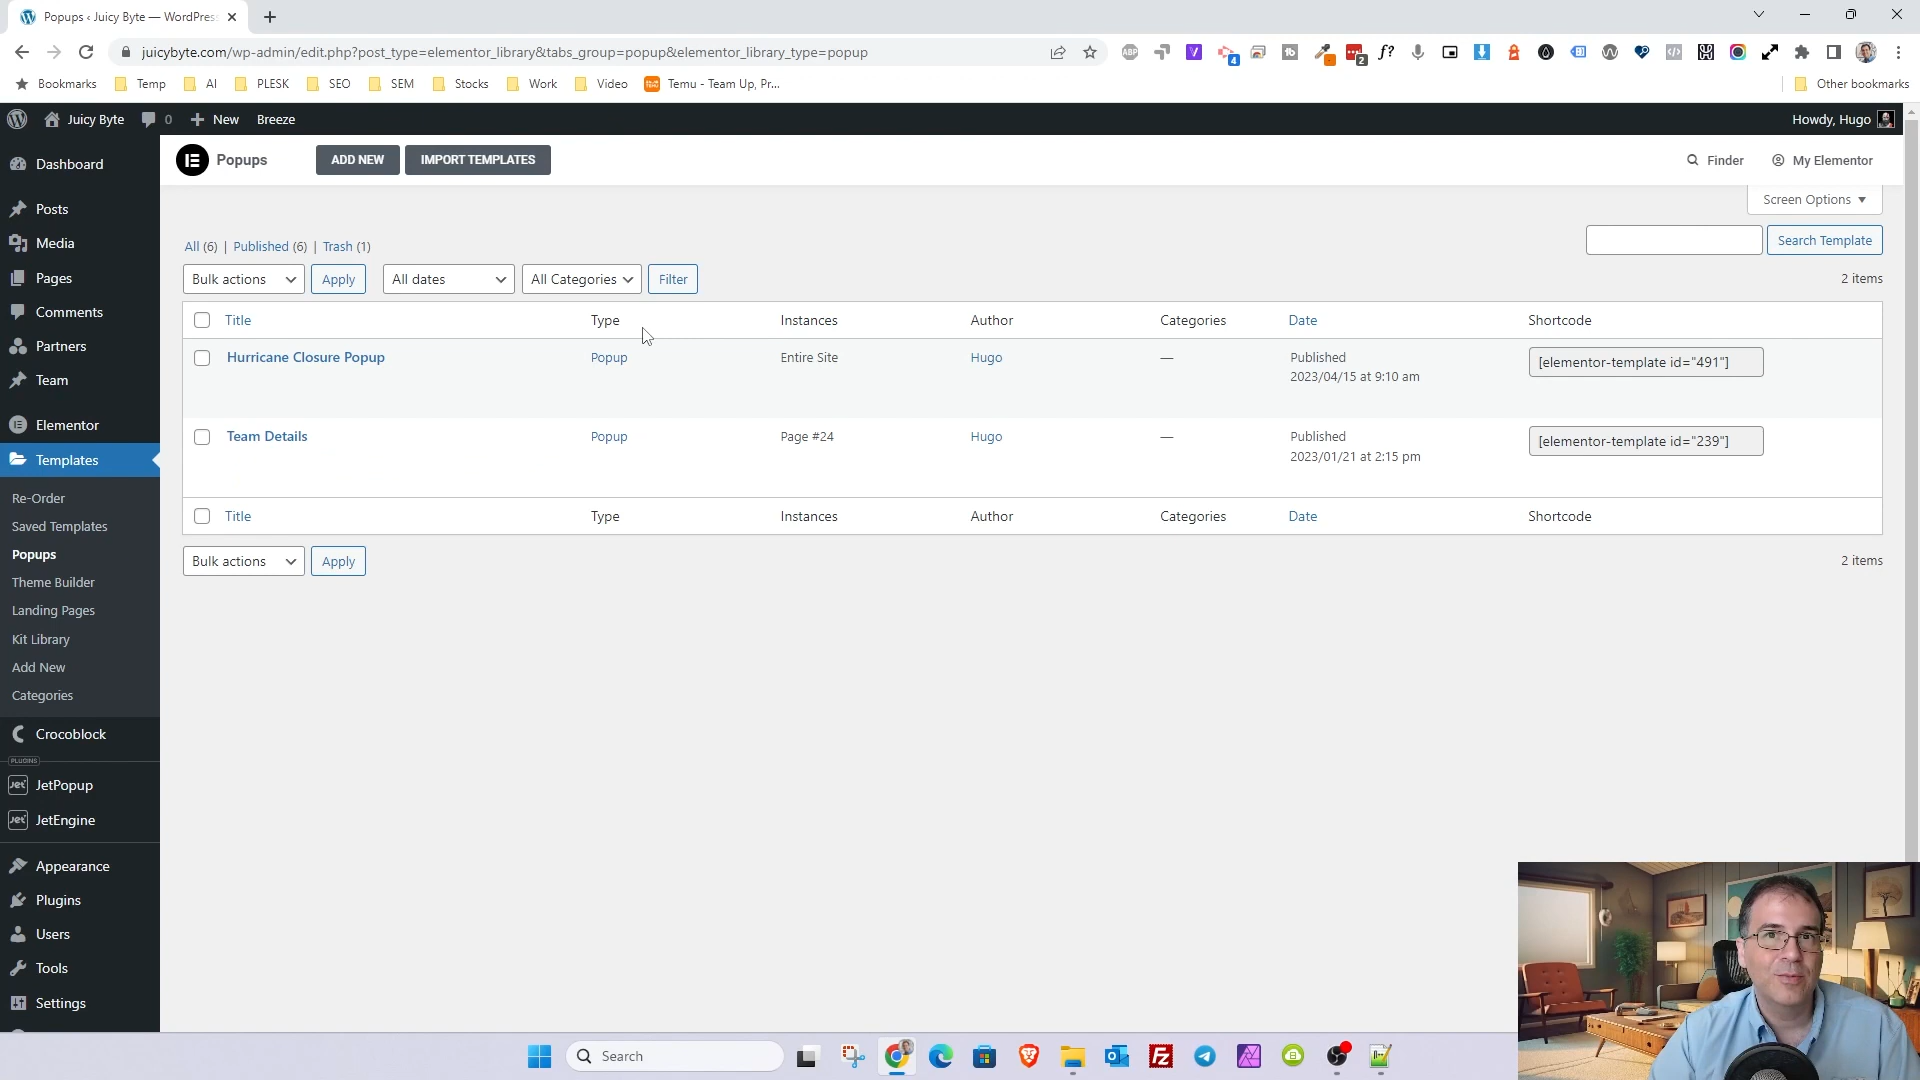 Popups ‹ Juicy Byte — WordPres
juicybyte.com/wp-admin/edit.php?post_type=elementor_library&tabs_group=popup&elementor_library_type=popup
Bookmarks Temp AI PLESK SEO SEM Stocks Work Video Temu - Team Up, Pr... Other bookmarks
Juicy Byte 0 New Breeze Howdy, Hugo
Dashboard
Posts
Media
Pages
Comments
Partners
Team
Elementor
Templates
Re-Order
Saved Templates
Popups
Theme Builder
Landing Pages
Kit Library
Add New
Categories
Crocoblock
PLUGINS
JetPopup
JetEngine
Appearance
Plugins
Users
Tools
Settings
Popups ADD NEW IMPORT TEMPLATES Finder My Elementor
Screen Options
All (6) | Published (6) | Trash (1)
Search Template
Bulk actions Apply All dates All Categories Filter 2 items
Title Type Instances Author Categories Date Shortcode
Hurricane Closure Popup Popup Entire Site Hugo — Published [elementor-template id="491"]
2023/04/15 at 9:10 am
Team Details Popup Page #24 Hugo — Published [elementor-template id="239"]
2023/01/21 at 2:15 pm
Title Type Instances Author Categories Date Shortcode
Bulk actions Apply 2 items
Search